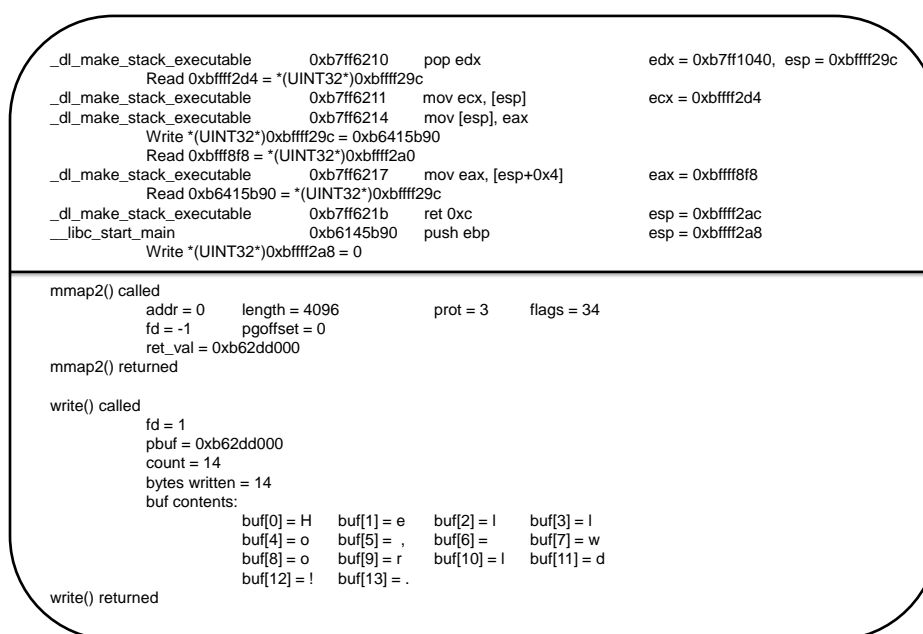 _dl_make_stack_executable 0xb7ff6210 pop edx edx = 0xb7ff1040, esp = 0xbffff29c
Read 0xbffff2d4 = *(UINT32*)0xbffff29c
_dl_make_stack_executable 0xb7ff6211 mov ecx, [esp] ecx = 0xbffff2d4
_dl_make_stack_executable 0xb7ff6214 mov [esp], eax
Write *(UINT32*)0xbffff29c = 0xb6415b90
Read 0xbfff8f8 = *(UINT32*)0xbffff2a0
_dl_make_stack_executable 0xb7ff6217 mov eax, [esp+0x4] eax = 0xbffff8f8
Read 0xb6415b90 = *(UINT32*)0xbffff29c
_dl_make_stack_executable 0xb7ff621b ret 0xc esp = 0xbffff2ac
__libc_start_main 0xb6145b90 push ebp esp = 0xbffff2a8
Write *(UINT32*)0xbffff2a8 = 0
mmap2() called
addr = 0 length = 4096 prot = 3 flags = 34
fd = -1 pgoffset = 0
ret_val = 0xb62dd000
mmap2() returned
write() called
fd = 1
pbuf = 0xb62dd000
count = 14
bytes written = 14
buf contents:
buf[0] = H buf[1] = e buf[2] = l buf[3] = l
buf[4] = o buf[5] = , buf[6] = buf[7] = w
buf[8] = o buf[9] = r buf[10] = l buf[11] = d
buf[12] = ! buf[13] = .
write() returned